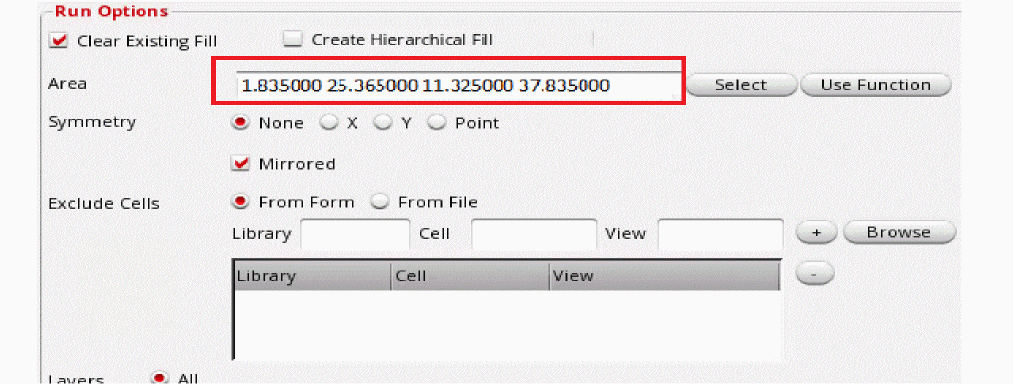 Run Options
Clear Existing Fill Create Hierarchical Fill
Area 1.835000 25.365000 11.325000 37.835000 Select Use Function
Symmetry None X Y Point
Mirrored
Exclude Cells From Form From File
Library Cell View + Browse
Library Cell View -
Layers All